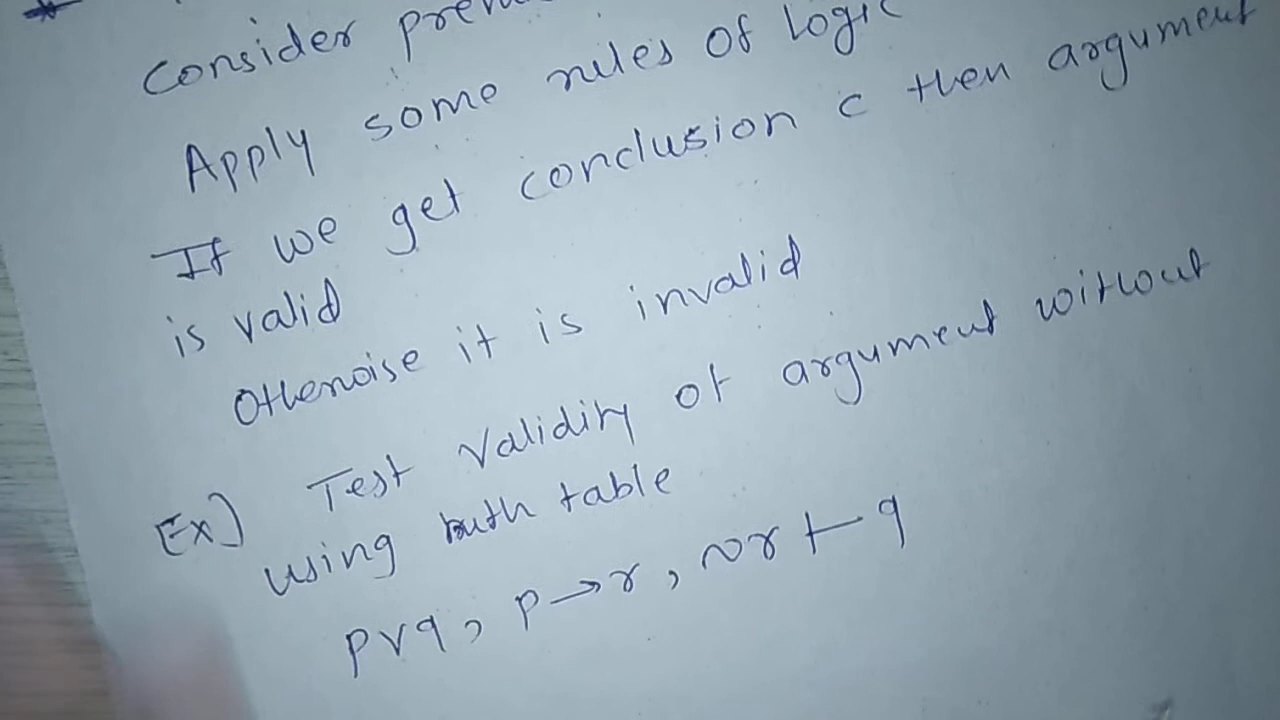 Consider
Apply some rules of logic
If we get conclusion c then argument
is valid
Otherwise it is invalid
Ex) Test validity of argument without
using truth table
p∨q, p→r, ~r ⊢ q